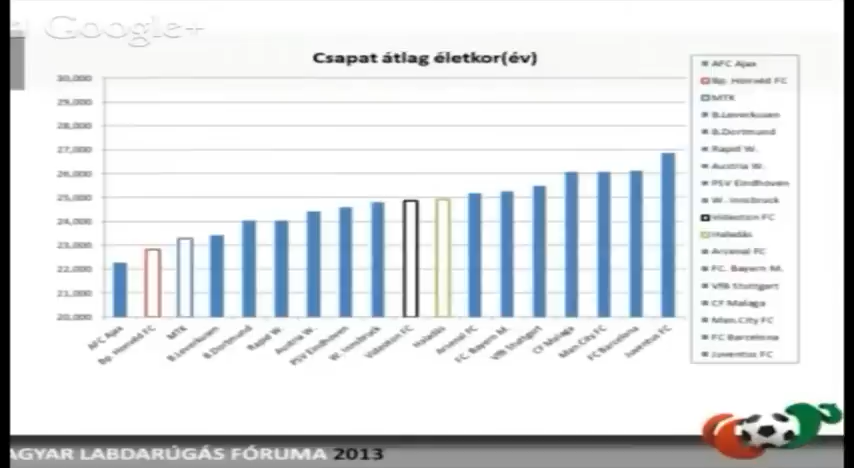 Google+
Csapat átlag életkor(év)
30,000
29,000
28,000
27,000
26,000
25,000
24,000
23,000
22,000
21,000
20,000
AFC Ajax
Bp. Honvéd FC
MTK
B.Leverkusen
B.Dortmund
Rapid W.
Austria W.
PSV Eindhoven
W. Innsbruck
Videoton FC
Haladás
Arsenal FC
FC. Bayern M.
VfB Stuttgart
CF Malaga
Man.City FC
FC Barcelona
Juventus FC
AFC Ajax
Bp. Honvéd FC
MTK
B.Leverkusen
B.Dortmund
Rapid W.
Austria W.
PSV Eindhoven
W. Innsbruck
Videoton FC
Haladás
Arsenal FC
FC. Bayern M.
VfB Stuttgart
CF Malaga
Man.City FC
FC Barcelona
Juventus FC
AGYAR LABDARÚGÁS FÓRUMA 2013